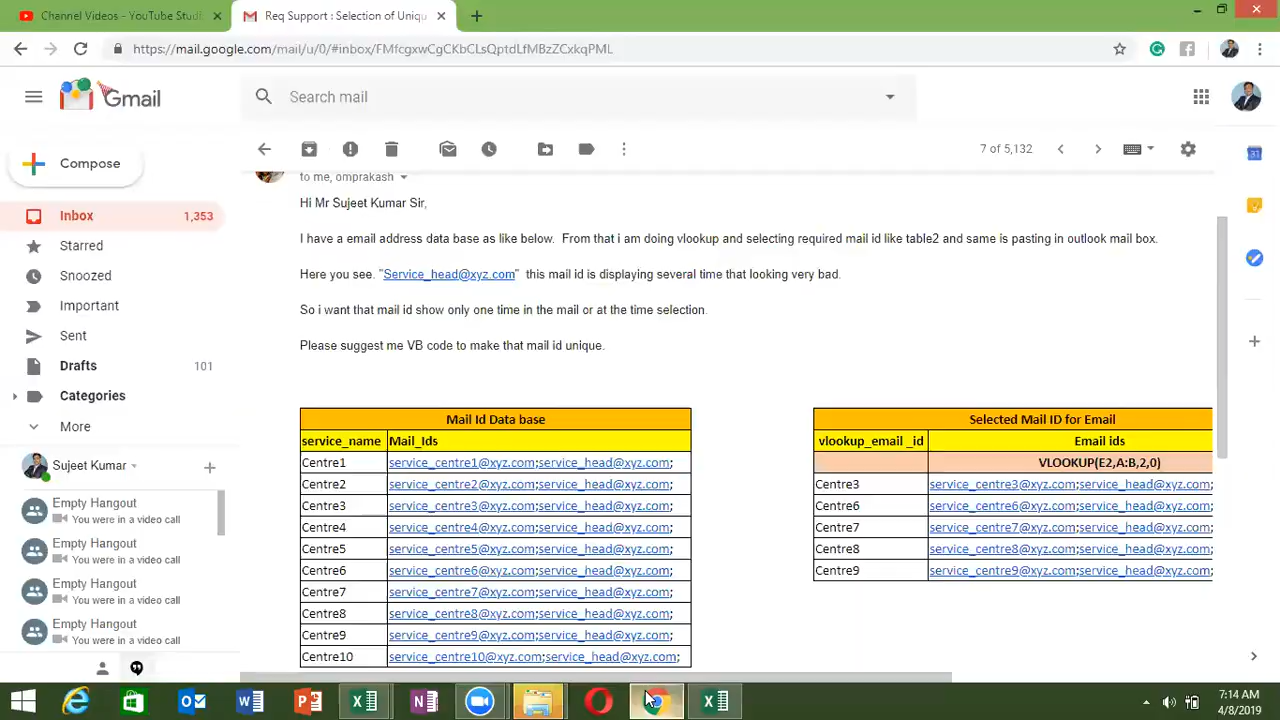 Channel Videos - YouTube Studi
Req Support : Selection of Uniqu
https://mail.google.com/mail/u/0/#inbox/FMfcgxwCgCKbCLsQptdLfMBzZCxkqPML
Gmail
Search mail
Compose
7 of 5,132
Inbox 1,353
Starred
Snoozed
Important
Sent
Drafts 101
Categories
More
Sujeet Kumar
Empty Hangout
You were in a video call
Empty Hangout
You were in a video call
Empty Hangout
You were in a video call
Empty Hangout
You were in a video call
to me, omprakash
Hi Mr Sujeet Kumar Sir,
I have a email address data base as like below. From that i am doing vlookup and selecting required mail id like table2 and same is pasting in outlook mail box.
Here you see. "Service_head@xyz.com" this mail id is displaying several time that looking very bad.
So i want that mail id show only one time in the mail or at the time selection.
Please suggest me VB code to make that mail id unique.
Mail Id Data base
service_name Mail_Ids
Centre1 service_centre1@xyz.com;service_head@xyz.com;
Centre2 service_centre2@xyz.com;service_head@xyz.com;
Centre3 service_centre3@xyz.com;service_head@xyz.com;
Centre4 service_centre4@xyz.com;service_head@xyz.com;
Centre5 service_centre5@xyz.com;service_head@xyz.com;
Centre6 service_centre6@xyz.com;service_head@xyz.com;
Centre7 service_centre7@xyz.com;service_head@xyz.com;
Centre8 service_centre8@xyz.com;service_head@xyz.com;
Centre9 service_centre9@xyz.com;service_head@xyz.com;
Centre10 service_centre10@xyz.com;service_head@xyz.com;
Selected Mail ID for Email
vlookup_email _id Email ids
VLOOKUP(E2,A:B,2,0)
Centre3 service_centre3@xyz.com;service_head@xyz.com;
Centre6 service_centre6@xyz.com;service_head@xyz.com;
Centre7 service_centre7@xyz.com;service_head@xyz.com;
Centre8 service_centre8@xyz.com;service_head@xyz.com;
Centre9 service_centre9@xyz.com;service_head@xyz.com;
31
7:14 AM
4/8/2019